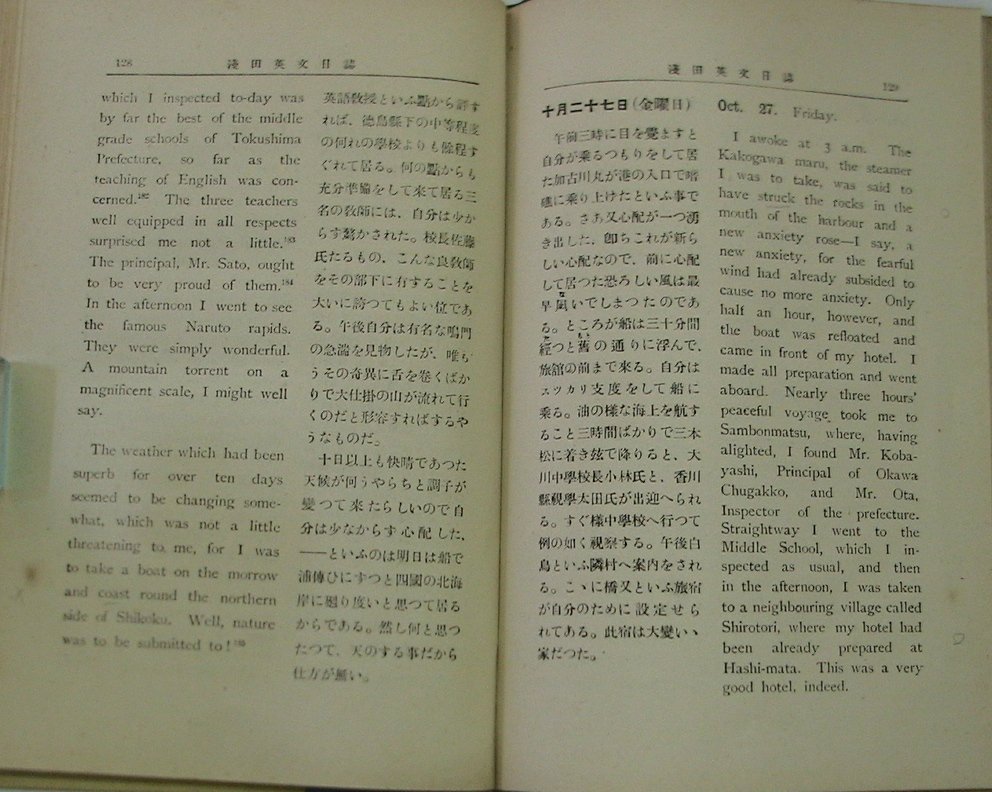 128
淺田英文日誌
which I inspected to-day was
by far the best of the middle
grade schools of Tokushima
Prefecture, so far as the
teaching of English was con-
cerned.¹⁸² The three teachers
well equipped in all respects
surprised me not a little.¹⁸³
The principal, Mr. Sato, ought
to be very proud of them.¹⁸⁴
In the afternoon I went to see
the famous Naruto rapids.
They were simply wonderful.
A mountain torrent on a
magnificent scale, I might well
say.
The weather which had been
superb for over ten days
seemed to be changing some-
what, which was not a little
threatening to me, for I was
to take a boat on the morrow
and coast round the northern
side of Shikoku. Well, nature
was to be submitted to!¹⁸⁵
英語敎授といふ點から評す
れば、德島縣下の中等程度
の何れの學校よりも餘程す
ぐれて居る。何の點からも
充分準備をして來て居る三
名の敎師には、自分は少か
らず驚かされた。校長佐藤
氏たるもの、こんな良敎師
をその部下に有することを
大いに誇つてもよい位であ
る。午後自分は有名な鳴門
の急湍を見物したが、唯も
うその奇異に舌を巻くばか
りで大仕掛の山が流れて行
くのだと形容すればするや
うなものだ。
十日以上も快晴であつた
天候が何うやらちと調子が
變つて來たらしいので自
分は少なからず心配した、
――といふのは明日は船で
浦傳ひにずつと四國の北海
岸に廻り度いと思つて居る
からである。然し何と思つ
たつて、天のする事だから
仕方が無い。
淺田英文日誌
129
十月二十七日(金曜日)
午前三時に目を覺ますと
自分が乘るつもりをして居
た加古川丸が港の入口で暗
礁に乘り上げたといふ事で
ある。さあ又心配が一つ湧
き出した、卽ちこれが新ら
しい心配なので、前に心配
して居つた恐ろしい風は最
早凪いでしまつたのであ
る。ところが船は三十分間
經つと舊の通りに浮んで、
旅舘の前まで來る。自分は
スツカリ支度をして船に
乘る。油の樣な海上を航す
ること三時間ばかりで三本
松に着き玆で降りると、大
川中學校長小林氏と、香川
縣視學太田氏が出迎へられ
る。すぐ樣中學校へ行つて
例の如く視察する。午後白
鳥といふ隣村へ案内をされ
る。こゝに橋又といふ旅宿
が自分のために設定せら
れてある。此宿は大變いゝ
家だつた。
Oct. 27. Friday.
I awoke at 3 a.m. The
Kakogawa maru, the steamer
I was to take, was said to
have struck the rocks in the
mouth of the harbour and a
new anxiety rose—I say, a
new anxiety, for the fearful
wind had already subsided to
cause no more anxiety. Only
half an hour, however, and
the boat was refloated and
came in front of my hotel. I
made all preparation and went
aboard. Nearly three hours'
peaceful voyage took me to
Sambonmatsu, where, having
alighted, I found Mr. Koba-
yashi, Principal of Okawa
Chugakko, and Mr. Ota,
Inspector of the prefecture.
Straightway I went to the
Middle School, which I in-
spected as usual, and then
in the afternoon, I was taken
to a neighbouring village called
Shirotori, where my hotel had
been already prepared at
Hashi-mata. This was a very
good hotel, indeed.